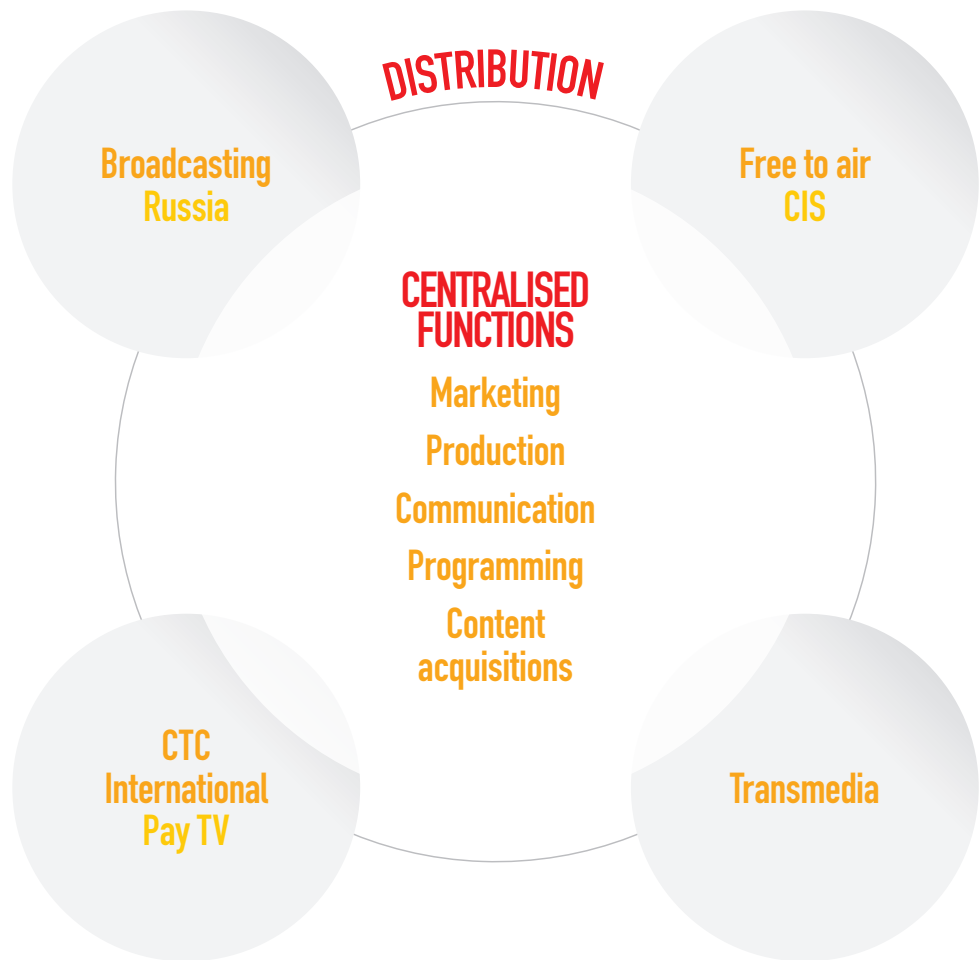 DISTRIBUTION
Broadcasting
Russia
Free to air
CIS
CENTRALISED
FUNCTIONS
Marketing
Production
Communication
Programming
Content
acquisitions
CTC
International
Pay TV
Transmedia